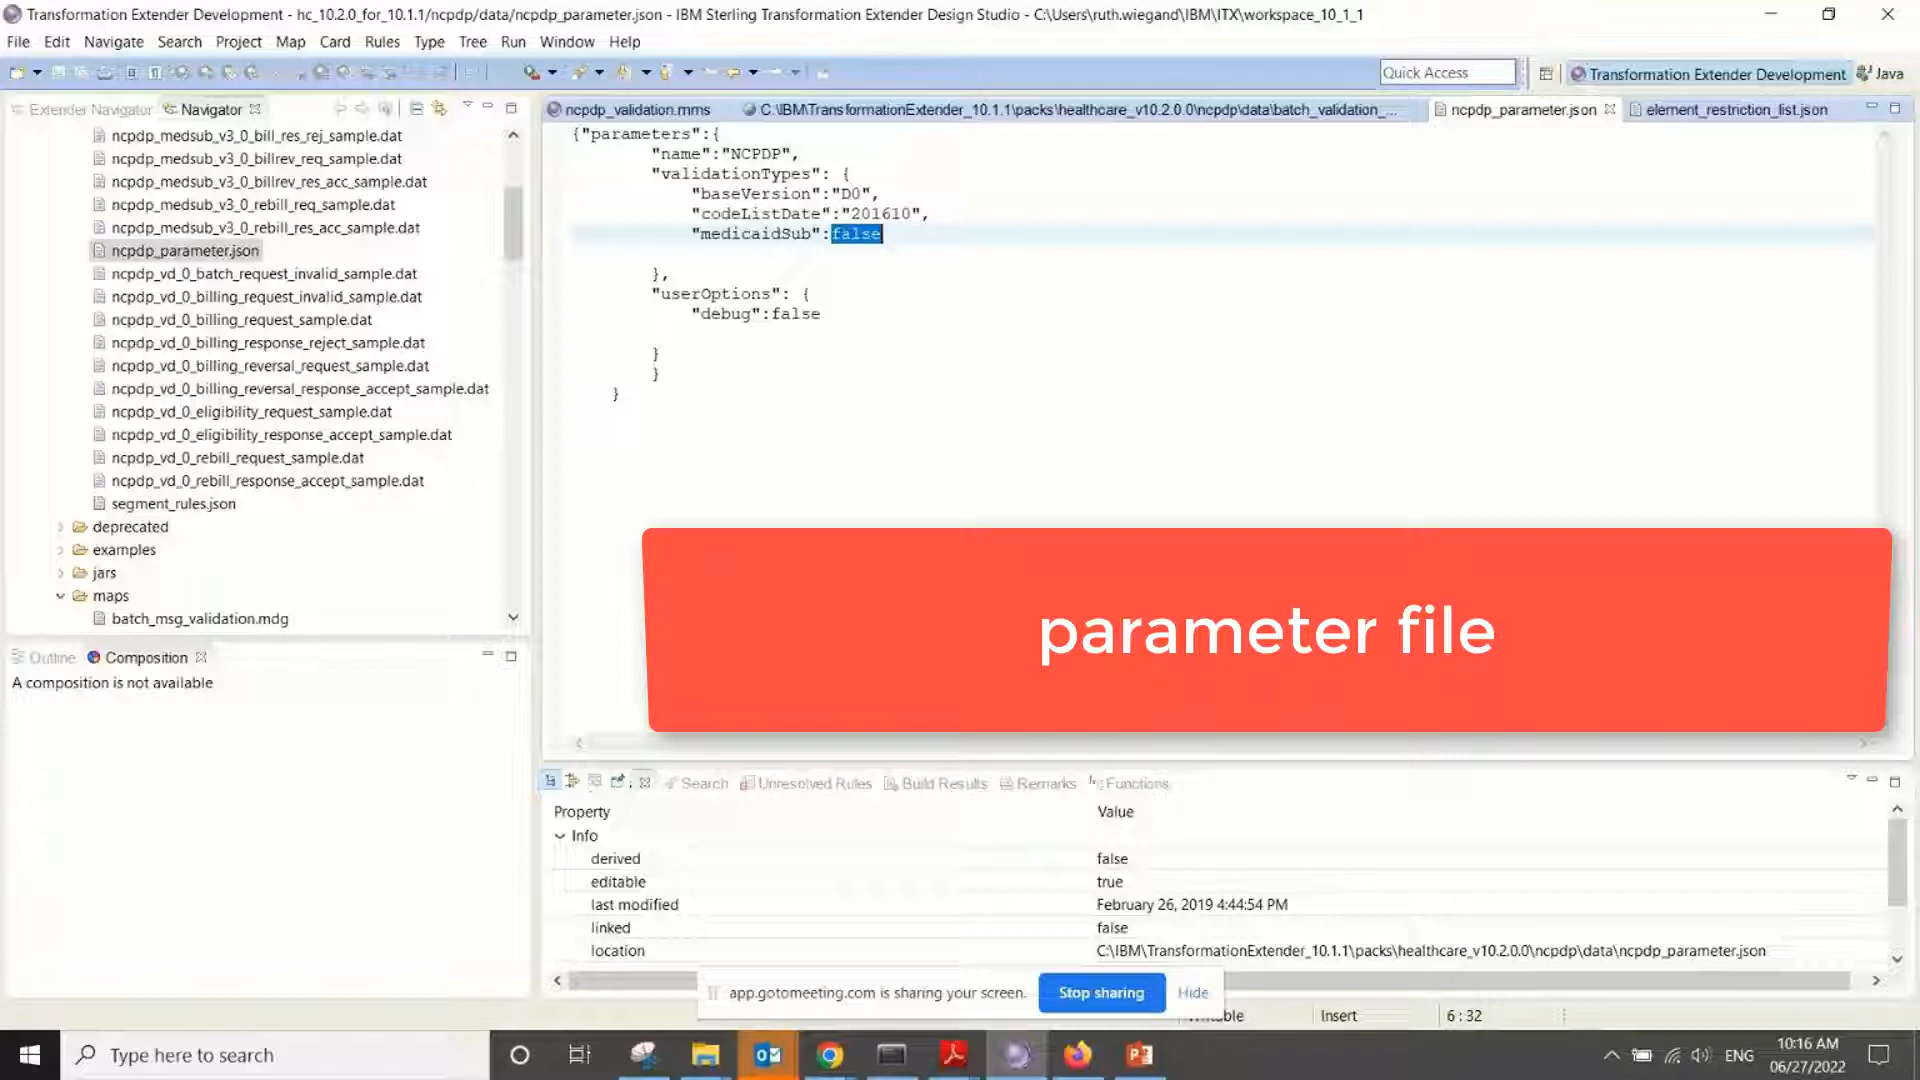 Transformation Extender Development - hc_10.2.0_for_10.1.1/ncpdp/data/ncpdp_parameter.json - IBM Sterling Transformation Extender Design Studio - C:\Users\ruth.wiegand\IBM\ITX\workspace_10_1_1
File Edit Navigate Search Project Map Card Rules Type Tree Run Window Help
Quick Access
Transformation Extender Development
Java
Extender Navigator
Navigator
ncpdp_medsub_v3_0_bill_res_rej_sample.dat
ncpdp_medsub_v3_0_billrev_req_sample.dat
ncpdp_medsub_v3_0_billrev_res_acc_sample.dat
ncpdp_medsub_v3_0_rebill_req_sample.dat
ncpdp_medsub_v3_0_rebill_res_acc_sample.dat
ncpdp_parameter.json
ncpdp_vd_0_batch_request_invalid_sample.dat
ncpdp_vd_0_billing_request_invalid_sample.dat
ncpdp_vd_0_billing_request_sample.dat
ncpdp_vd_0_billing_response_reject_sample.dat
ncpdp_vd_0_billing_reversal_request_sample.dat
ncpdp_vd_0_billing_reversal_response_accept_sample.dat
ncpdp_vd_0_eligibility_request_sample.dat
ncpdp_vd_0_eligibility_response_accept_sample.dat
ncpdp_vd_0_rebill_request_sample.dat
ncpdp_vd_0_rebill_response_accept_sample.dat
segment_rules.json
deprecated
examples
jars
maps
batch_msg_validation.mdg
Outline
Composition
A composition is not available
ncpdp_validation.mms
C:\IBM\TransformationExtender_10.1.1\packs\healthcare_v10.2.0.0\ncpdp\data\batch_validation_...
ncpdp_parameter.json
element_restriction_list.json
{"parameters":{
"name":"NCPDP",
"validationTypes": {
"baseVersion":"D0",
"codeListDate":"201610",
"medicaidSub":false
},
"userOptions": {
"debug":false
}
}
}
parameter file
Search
Unresolved Rules
Build Results
Remarks
Functions
Property Value
Info
derived false
editable true
last modified February 26, 2019 4:44:54 PM
linked false
location C:\IBM\TransformationExtender_10.1.1\packs\healthcare_v10.2.0.0\ncpdp\data\ncpdp_parameter.json
app.gotomeeting.com is sharing your screen.
Stop sharing
Hide
Insert
6 : 32
Type here to search
ENG
10:16 AM
06/27/2022